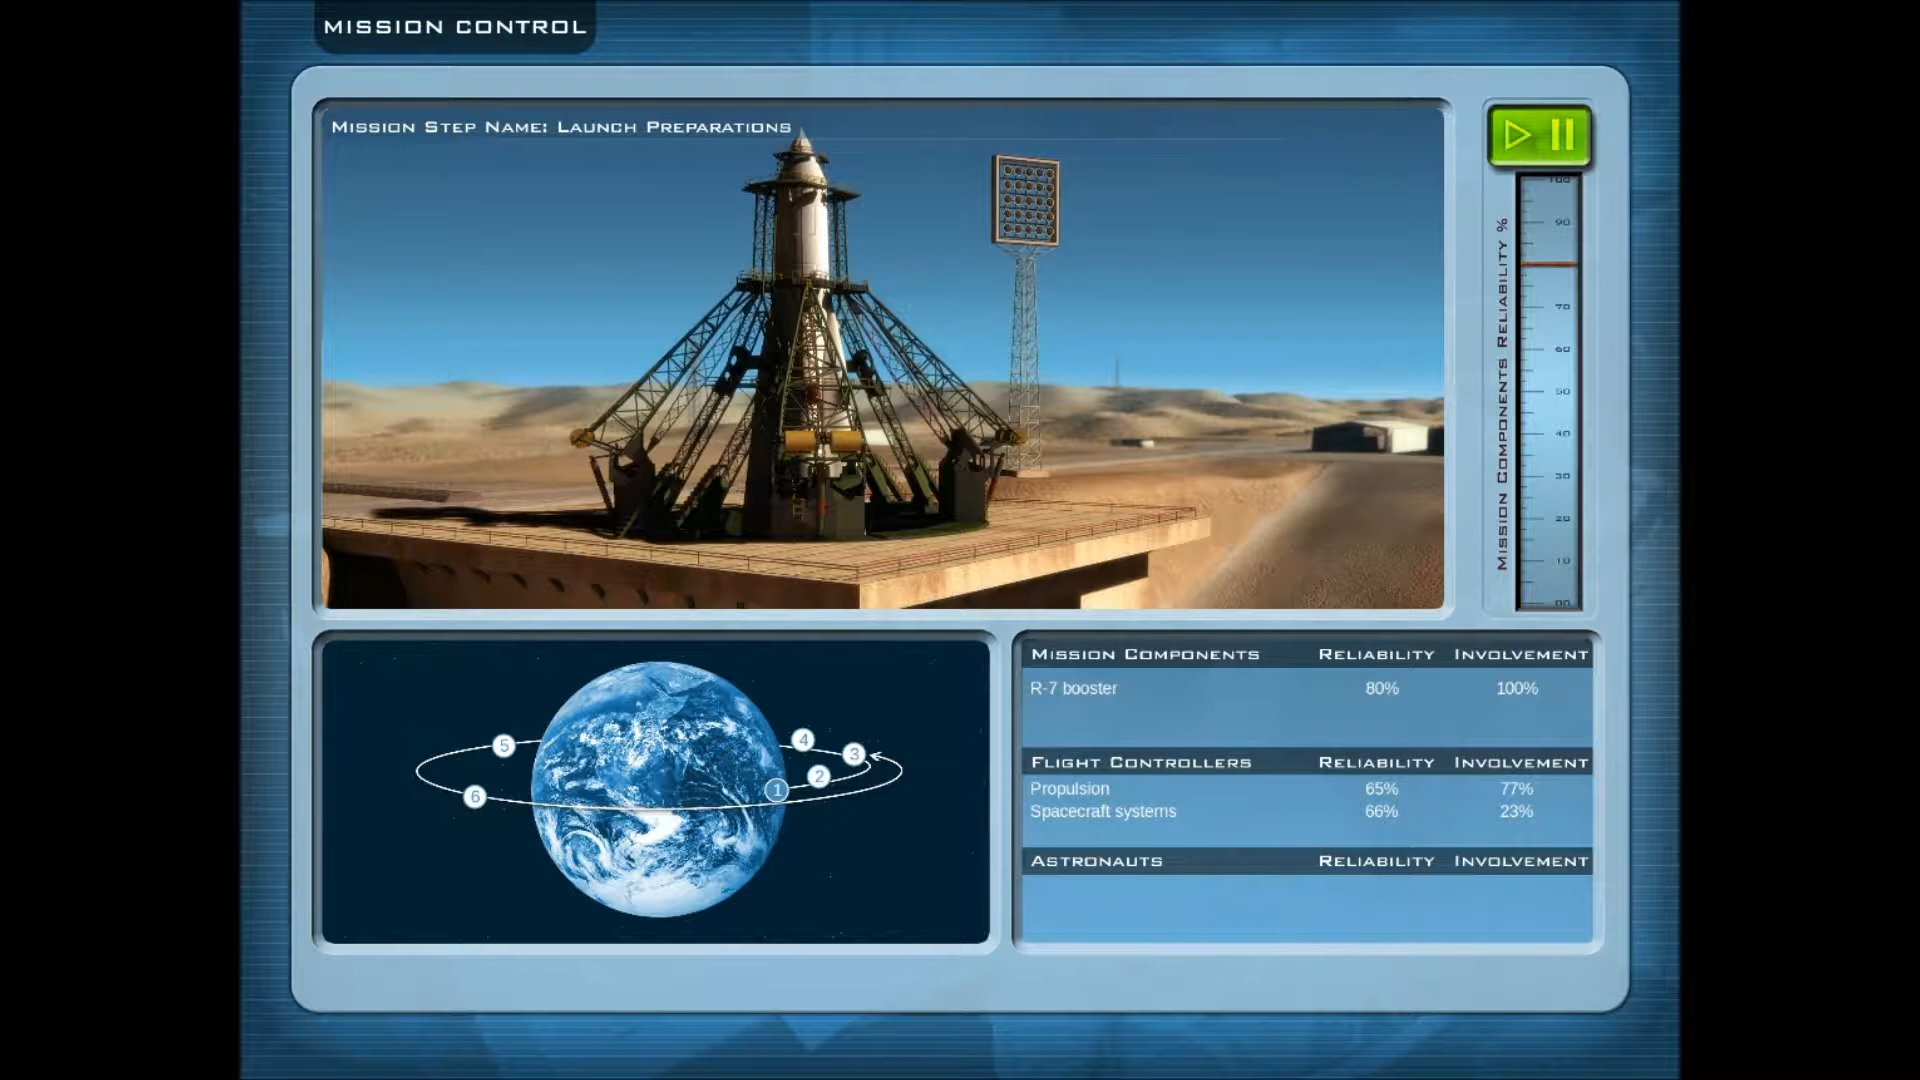 MISSION CONTROL
MISSION STEP NAME: LAUNCH PREPARATIONS
MISSION COMPONENTS RELIABILITY %
100
90
70
60
50
40
30
20
10
00
5
4
3
2
1
6
MISSION COMPONENTS RELIABILITY INVOLVEMENT
R-7 booster 80% 100%
FLIGHT CONTROLLERS RELIABILITY INVOLVEMENT
Propulsion 65% 77%
Spacecraft systems 66% 23%
ASTRONAUTS RELIABILITY INVOLVEMENT